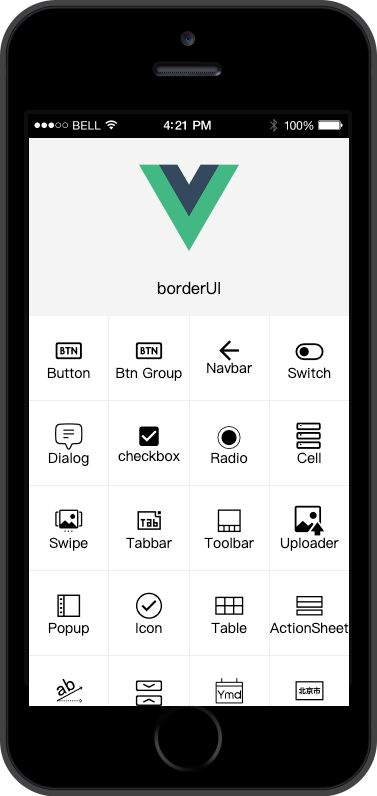 BELL 4:21 PM 100%
borderUI
BTN BTN
Button Btn Group Navbar Switch
Dialog checkbox Radio Cell
Tab
Swipe Tabbar Toolbar Uploader
Popup Icon Table ActionSheet
ab Ymd 北京市